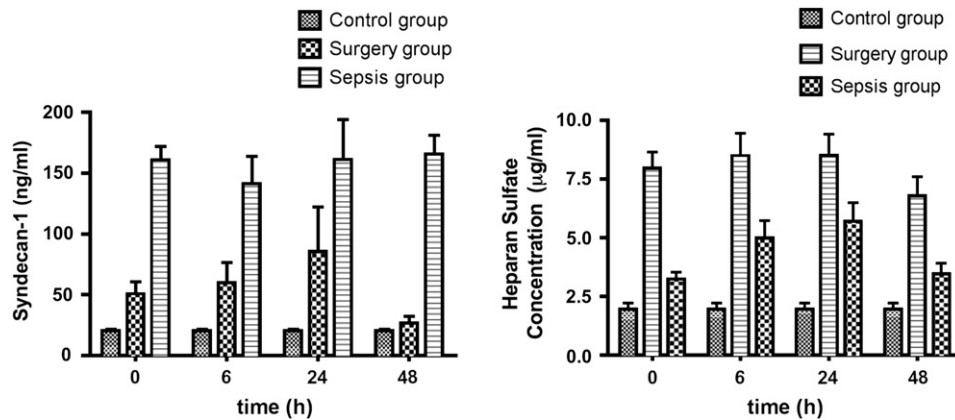 Control group
Surgery group
Sepsis group
Syndecan-1 (ng/ml)
200
150
100
50
0
0 6 24 48
time (h)
Control group
Surgery group
Sepsis group
Heparan Sulfate
Concentration (μg/ml)
10.0
7.5
5.0
2.5
0.0
0 6 24 48
time (h)